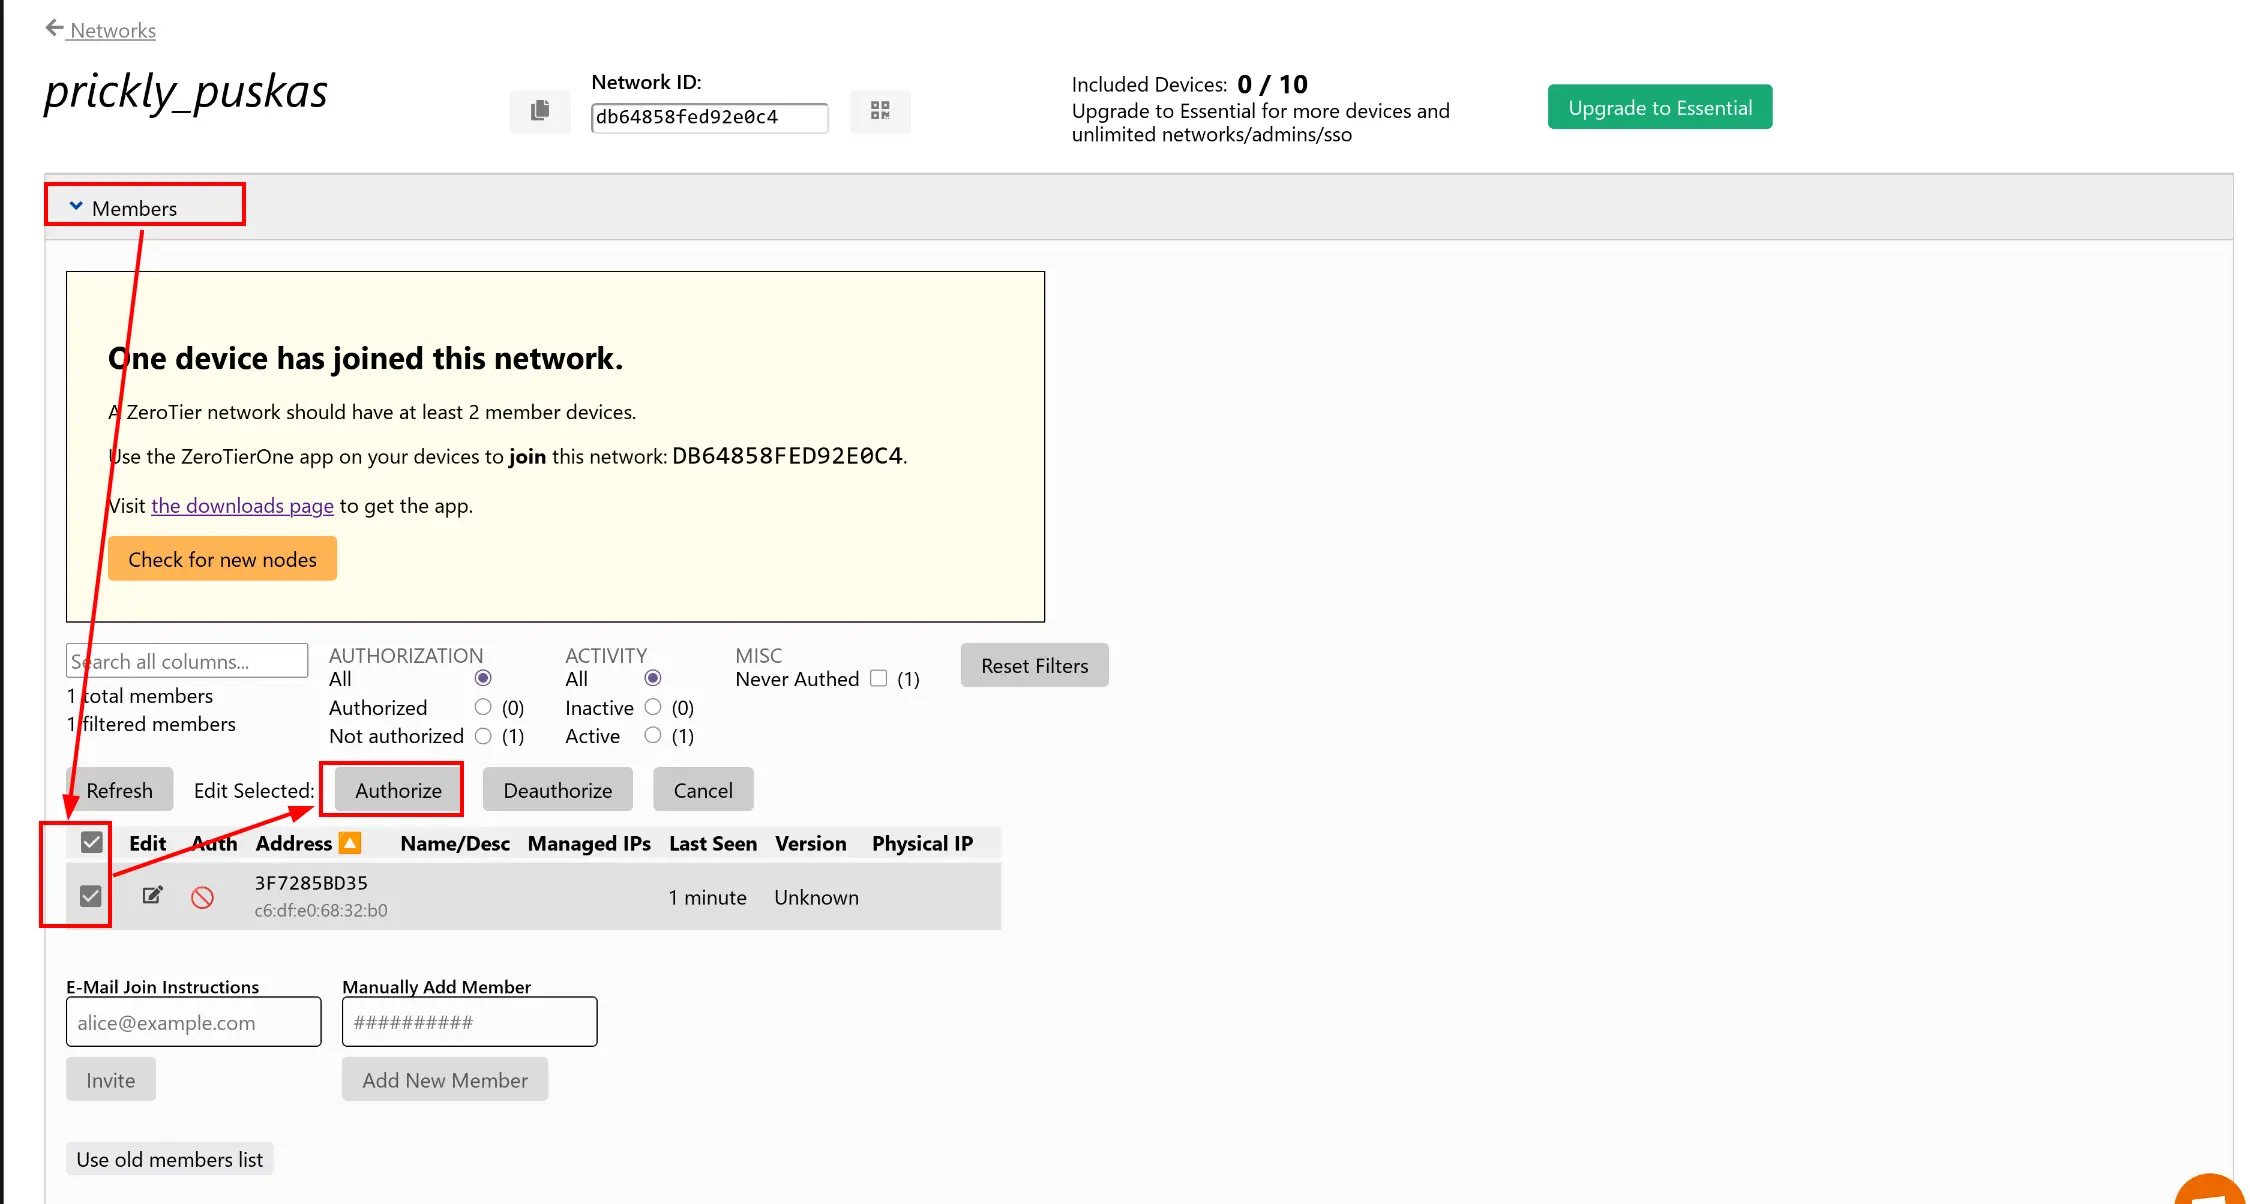 Networks
prickly_puskas
Network ID:
db64858fed92e0c4
Included Devices: 0 / 10
Upgrade to Essential for more devices and
unlimited networks/admins/sso
Upgrade to Essential
Members
One device has joined this network.
A ZeroTier network should have at least 2 member devices.
Use the ZeroTierOne app on your devices to join this network: DB64858FED92E0C4.
Visit the downloads page to get the app.
Check for new nodes
Search all columns...
1 total members
1 filtered members
AUTHORIZATION
All
Authorized (0)
Not authorized (1)
ACTIVITY
All
Inactive (0)
Active (1)
MISC
Never Authed (1)
Reset Filters
Refresh Edit Selected: Authorize Deauthorize Cancel
Edit Auth Address Name/Desc Managed IPs Last Seen Version Physical IP
3F7285BD35
c6:df:e0:68:32:b0
1 minute Unknown
E-Mail Join Instructions
alice@example.com
Invite
Manually Add Member
##########
Add New Member
Use old members list